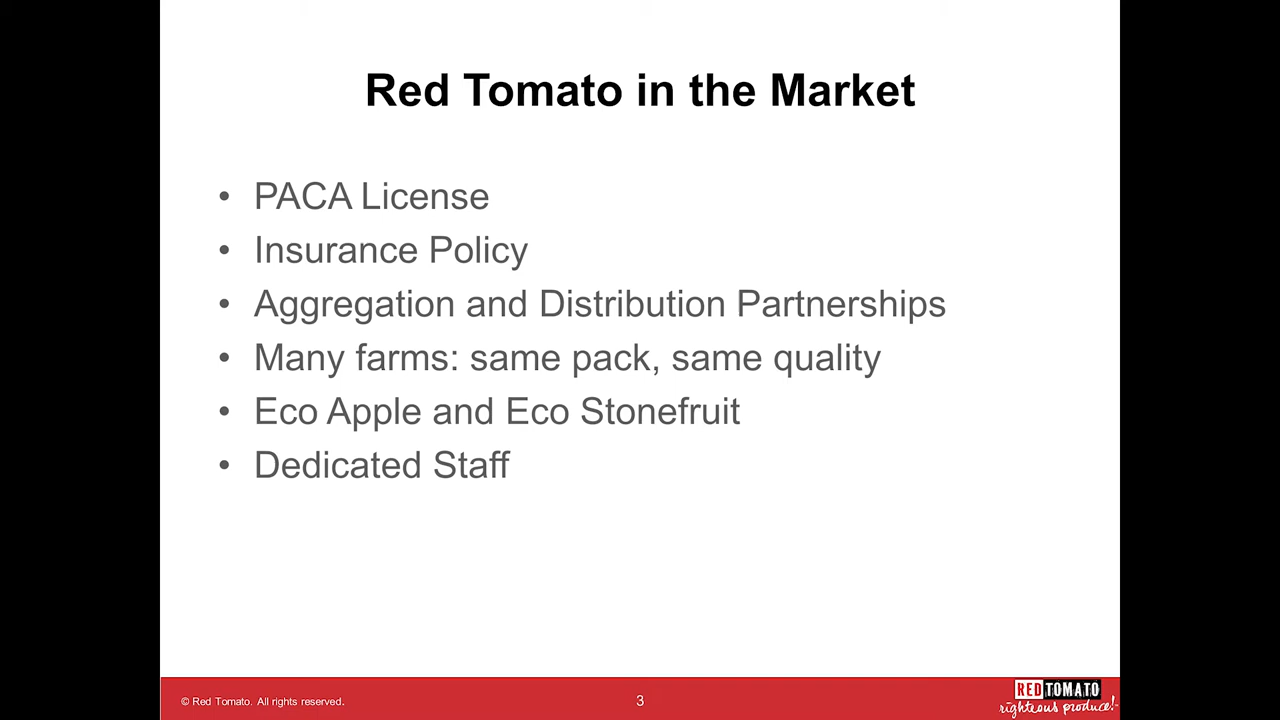 Red Tomato in the Market
• PACA License
• Insurance Policy
• Aggregation and Distribution Partnerships
• Many farms: same pack, same quality
• Eco Apple and Eco Stonefruit
• Dedicated Staff
© Red Tomato. All rights reserved.
3
RED TOMATO
righteous produce!